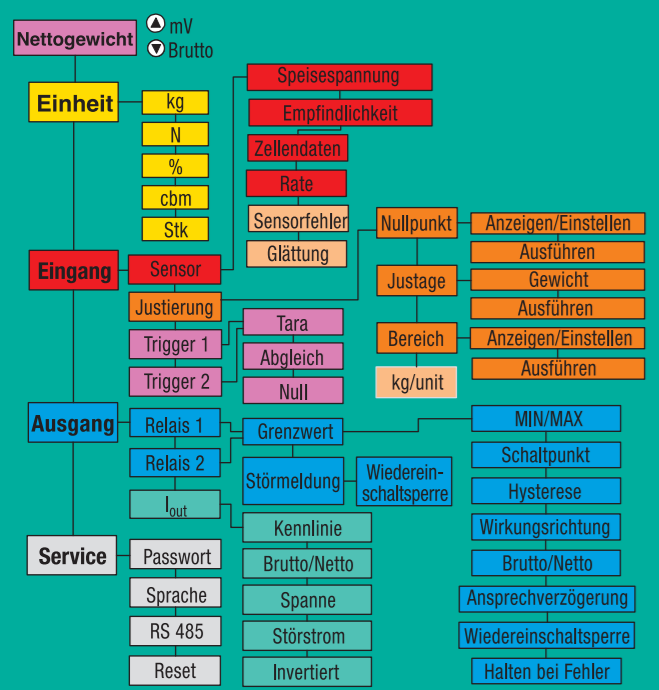 Nettogewicht
mV
Brutto
Einheit
kg
N
%
cbm
Stk
Eingang
Sensor
Speisespannung
Empfindlichkeit
Zellendaten
Rate
Sensorfehler
Glättung
Justierung
Nullpunkt
Anzeigen/Einstellen
Ausführen
Justage
Gewicht
Ausführen
Bereich
Anzeigen/Einstellen
Ausführen
kg/unit
Trigger 1
Trigger 2
Tara
Abgleich
Null
Ausgang
Relais 1
Relais 2
Grenzwert
Störmeldung
Wiederein-
schaltsperre
MIN/MAX
Schaltpunkt
Hysterese
Wirkungsrichtung
Brutto/Netto
Ansprechverzögerung
Wiedereinschaltsperre
Halten bei Fehler
Iout
Kennlinie
Brutto/Netto
Spanne
Störstrom
Invertiert
Service
Passwort
Sprache
RS 485
Reset